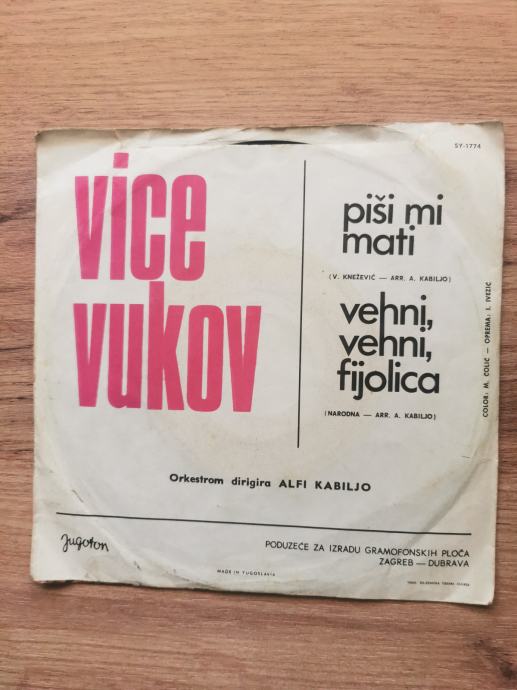 SY-1774
vice
vukov
piši mi
mati
(V. KNEŽEVIĆ — ARR. A. KABILJO)
vehni,
vehni,
fijolica
(NARODNA — ARR. A. KABILJO)
COLOR: M. ČOLIĆ — OPREMA: I. IVEZIĆ
Orkestrom dirigira ALFI KABILJO
Jugoton
PODUZEĆE ZA IZRADU GRAMOFONSKIH PLOČA
ZAGREB — DUBRAVA
MADE IN YUGOSLAVIA